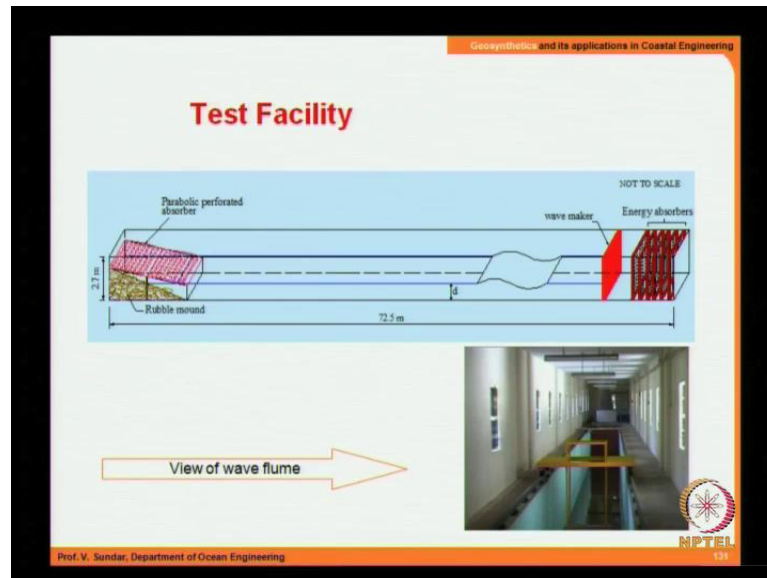 Geosynthetics and its applications in Coastal Engineering
Test Facility
NOT TO SCALE
Parabolic perforated
absorber
wave maker
Energy absorbers
2.7 m
d
Rubble mound
72.5 m
View of wave flume
NPTEL
Prof. V. Sundar, Department of Ocean Engineering
131